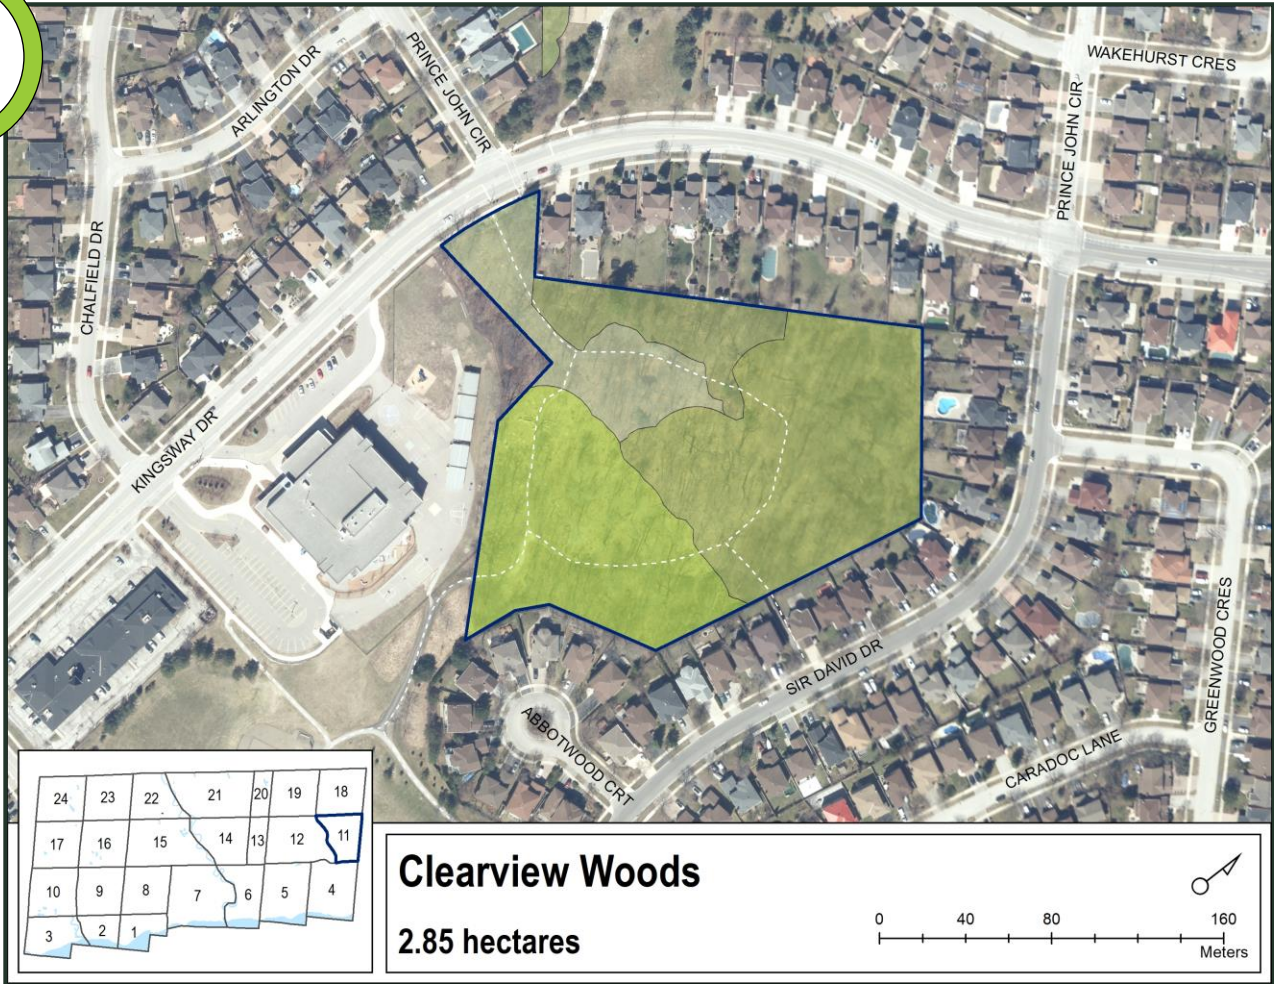 WAKEHURST CRES
PRINCE JOHN CIR
ARLINGTON DR
PRINCE JOHN CIR
CHALFIELD DR
KINGSWAY DR
SIR DAVID DR
GREENWOOD CRES
ABBOTWOOD CRT
CARADOC LANE
24 23 22 21 20 19 18
17 16 15 14 13 12 11
10 9 8 7 6 5 4
3 2 1
Clearview Woods
2.85 hectares
0 40 80 160
Meters